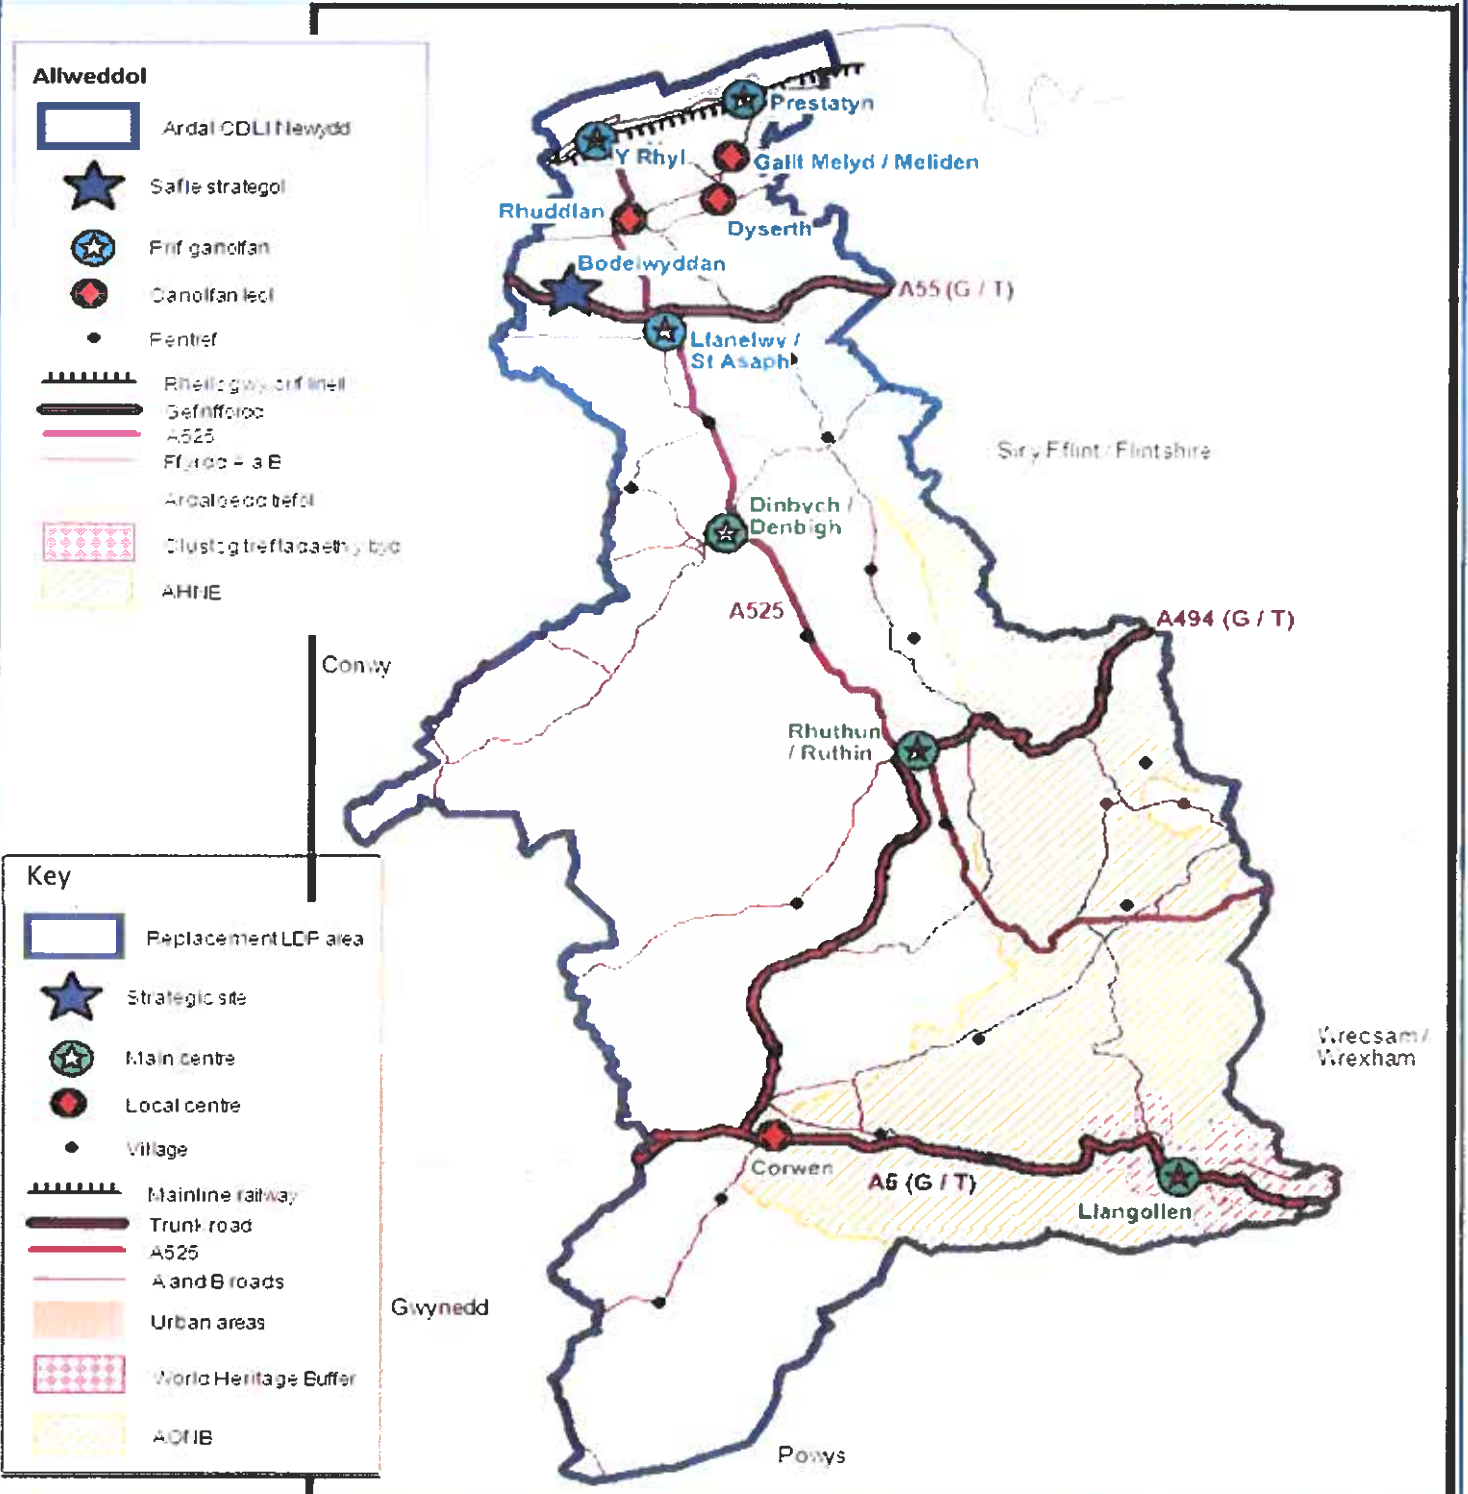 Allweddol
Ardal CDLl Newydd
Safle strategol
Prif ganolfan
Canolfan leol
Pentref
A525
AHNE
Key
Replacement LDP area
Strategic site
Main centre
Local centre
Village
Mainline railway
Trunk road
A525
A and B roads
Urban areas
World Heritage Buffer
AONB
Prestatyn
Y Rhyl
Gallt Melyd / Meliden
Rhuddlan
Dyserth
Bodelwyddan
A55 (G / T)
Llanelwy /
St Asaph
Sir y Fflint / Flintshire
Dinbych /
Denbigh
A525
A494 (G / T)
Conwy
Rhuthun
/ Ruthin
Wrecsam /
Wrexham
Corwen
A5 (G / T)
Llangollen
Gwynedd
Powys